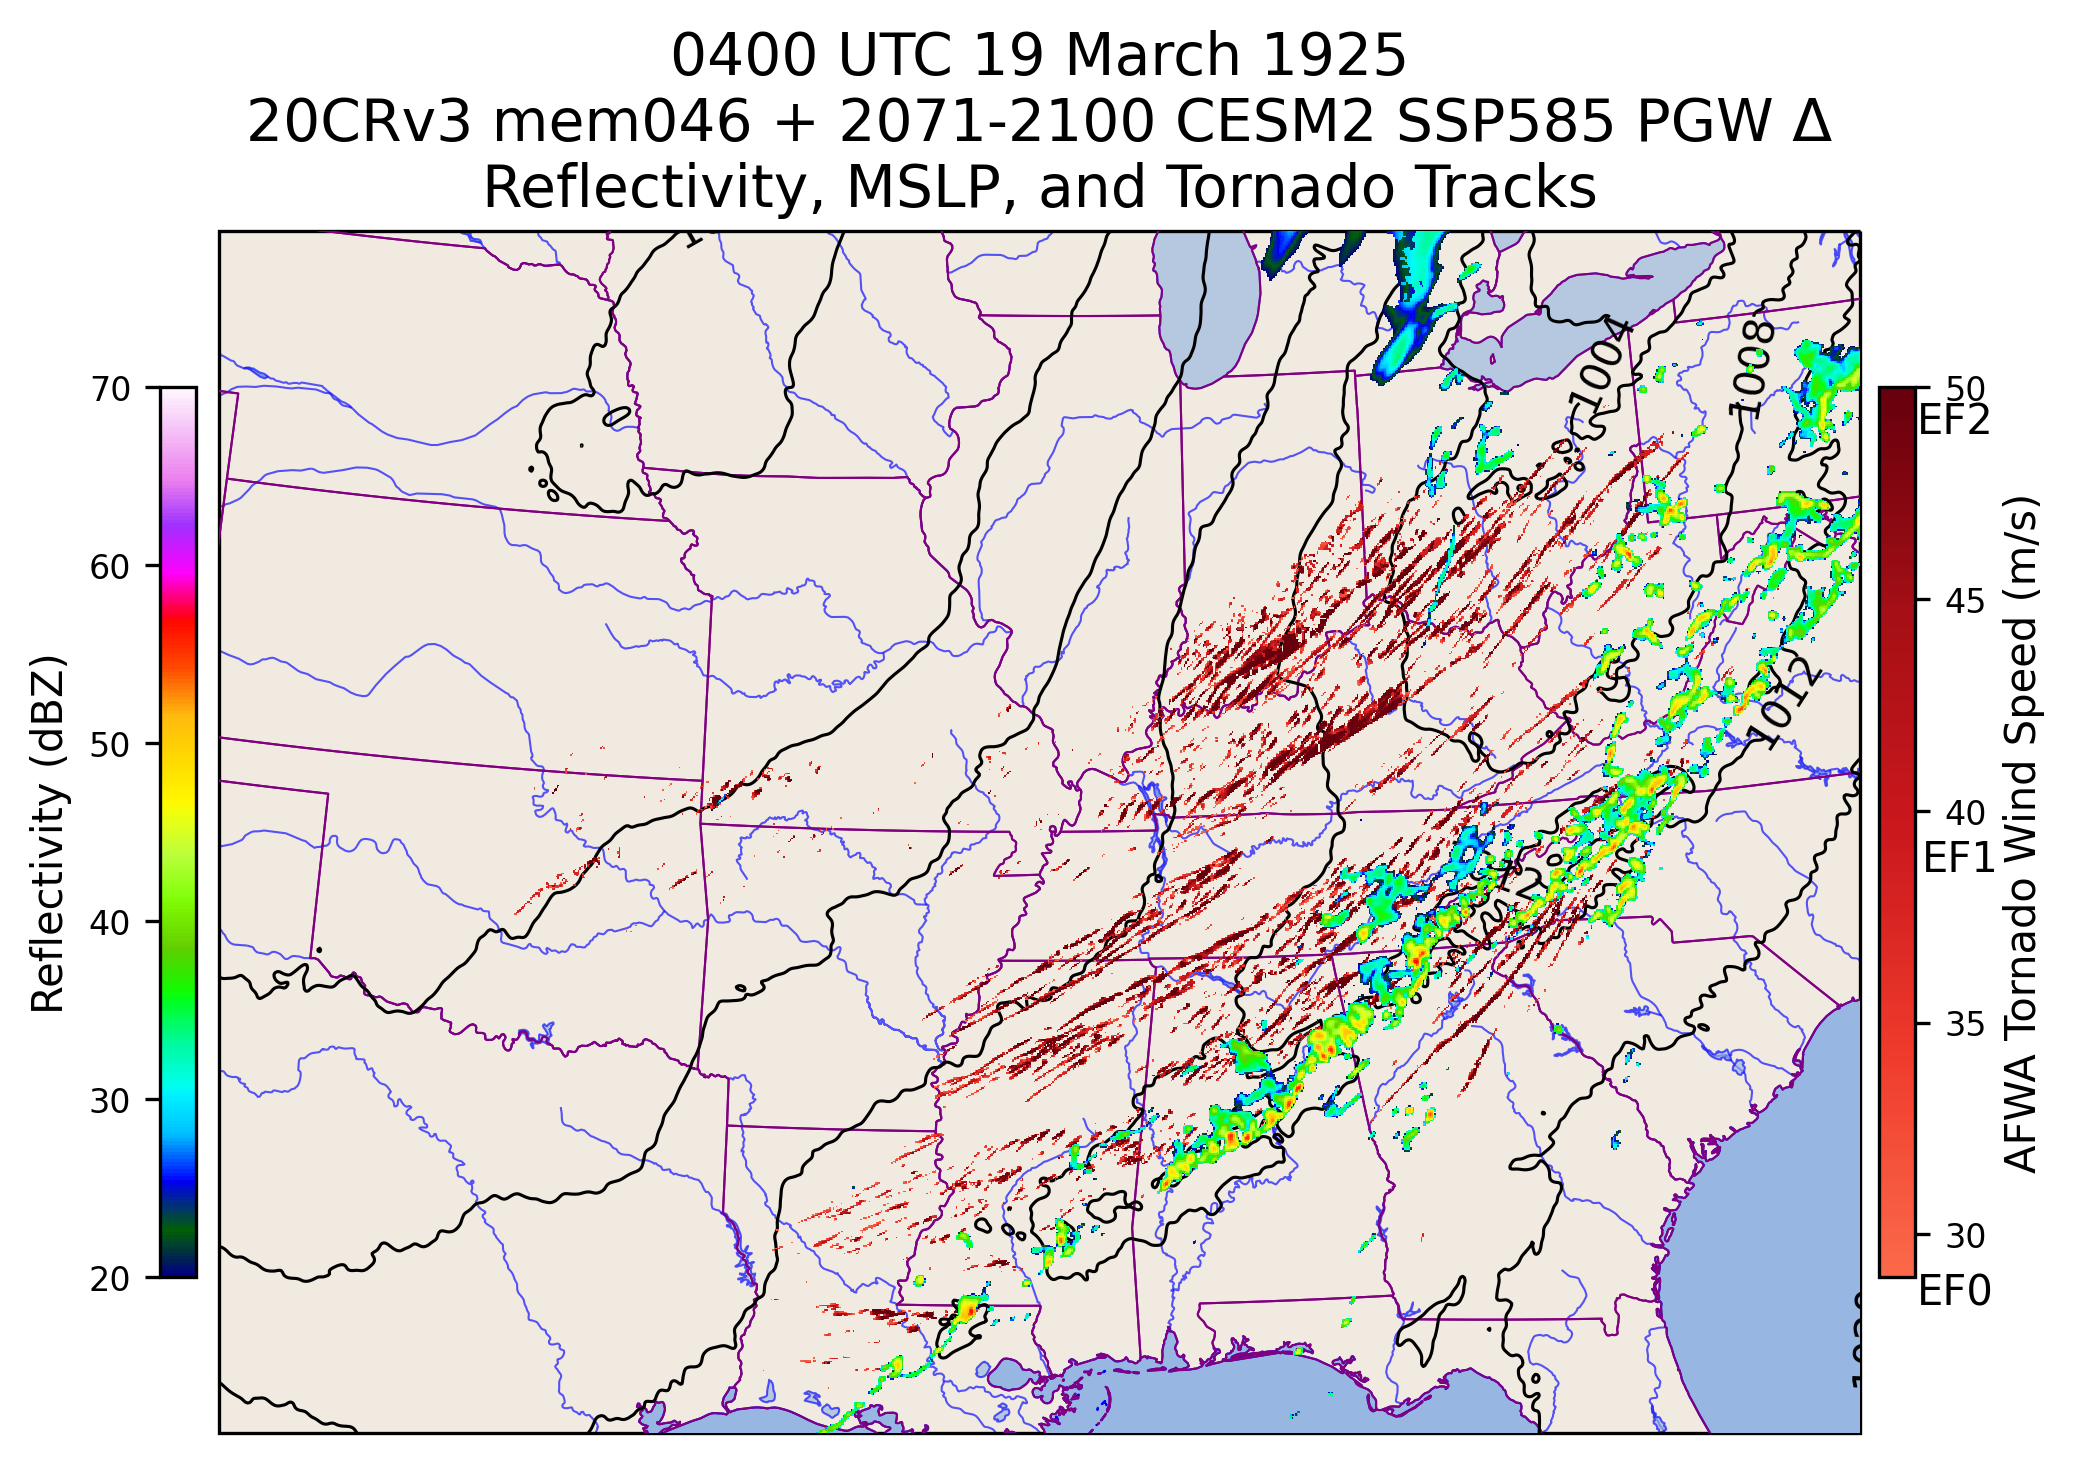 0400 UTC 19 March 1925
20CRv3 mem046 + 2071-2100 CESM2 SSP585 PGW Δ
Reflectivity, MSLP, and Tornado Tracks
70
60
50
40
30
20
Reflectivity (dBZ)
1004
1008
1012
1012
50
EF2
45
40
EF1
35
30
EF0
AFWA Tornado Wind Speed (m/s)